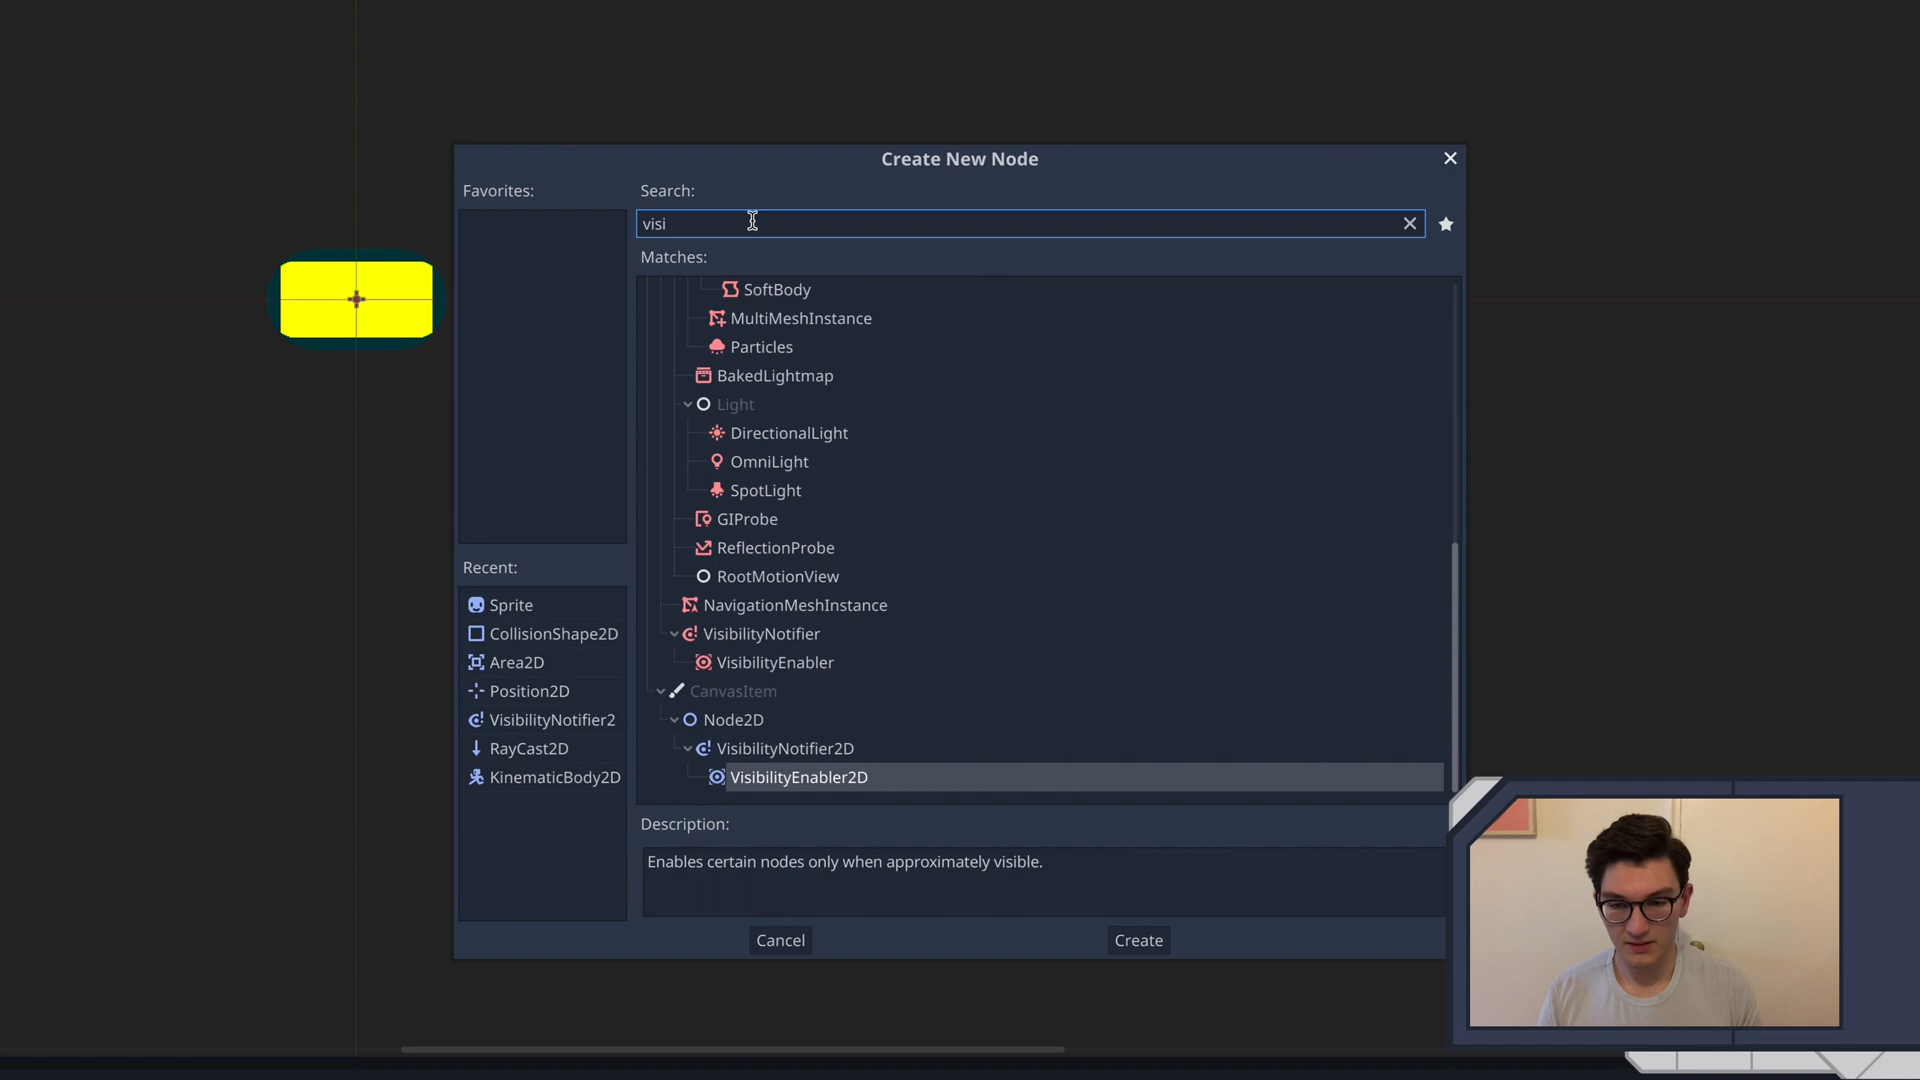 Create New Node
Favorites:
Search:
visi
Matches:
SoftBody
MultiMeshInstance
Particles
BakedLightmap
Light
DirectionalLight
OmniLight
SpotLight
GIProbe
ReflectionProbe
RootMotionView
NavigationMeshInstance
VisibilityNotifier
VisibilityEnabler
CanvasItem
Node2D
VisibilityNotifier2D
VisibilityEnabler2D
Recent:
Sprite
CollisionShape2D
Area2D
Position2D
VisibilityNotifier2
RayCast2D
KinematicBody2D
Description:
Enables certain nodes only when approximately visible.
Cancel
Create